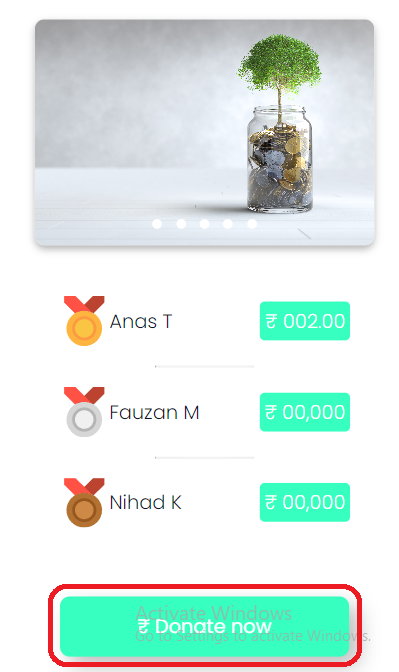 Anas T
₹ 002.00
Fauzan M
₹ 00,000
Nihad K
₹ 00,000
₹ Donate now
Activate Windows
Go to Settings to activate Windows.